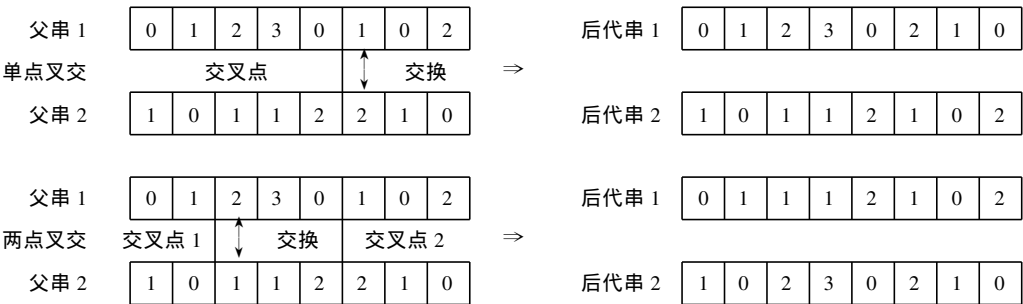 父串 1 0 1 2 3 0 1 0 2 后代串 1 0 1 2 3 0 2 1 0
单点叉交 交叉点 交换 ⇒
父串 2 1 0 1 1 2 2 1 0 后代串 2 1 0 1 1 2 1 0 2
父串 1 0 1 2 3 0 1 0 2 后代串 1 0 1 1 1 2 1 0 2
两点叉交 交叉点 1 交换 交叉点 2 ⇒
父串 2 1 0 1 1 2 2 1 0 后代串 2 1 0 2 3 0 2 1 0